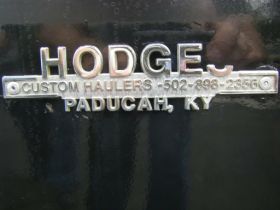 HODGES
CUSTOM HAULERS -502-898-2356
PADUCAH, KY